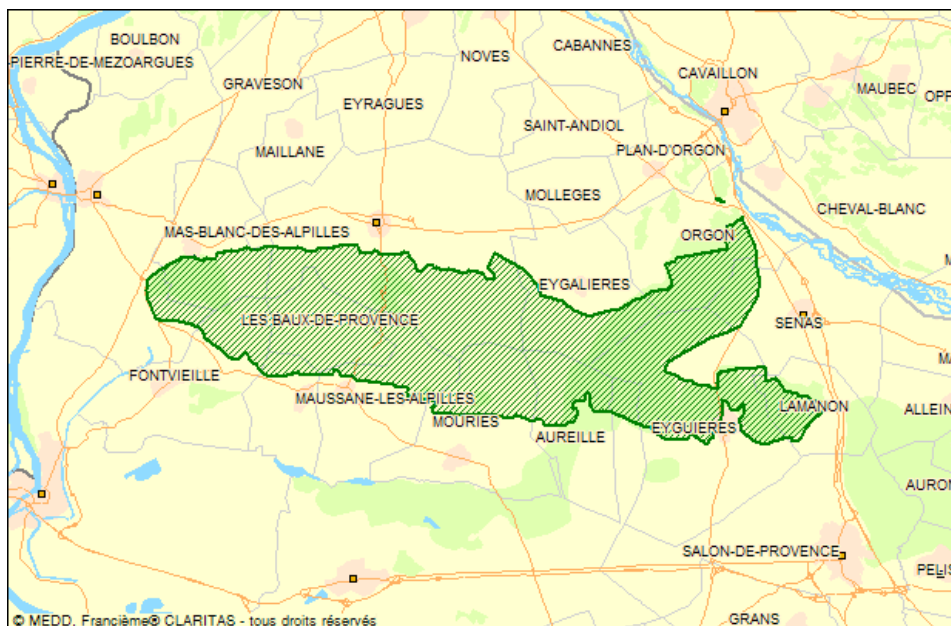 BOULBON
-PIERRE-DE-MEZOARGUES
NOVES
CABANNES
CAVAILLON
GRAVESON
MAUBEC
OPP
EYRAGUES
SAINT-ANDIOL
MAILLANE
PLAN-D'ORGON
MOLLEGES
CHEVAL-BLANC
MAS-BLANC-DES-ALPILLES
ORGON
M
EYGALIERES
LES BAUX-DE-PROVENCE
SENAS
MA
FONTVIEILLE
MAUSSANE-LES-ALPILLES
LAMANON
ALLEIN
MOURIES
AUREILLE
EYGUIERES
AURON
SALON-DE-PROVENCE
PELIS
GRANS
© MEDD, Francième® CLARITAS - tous droits réservés